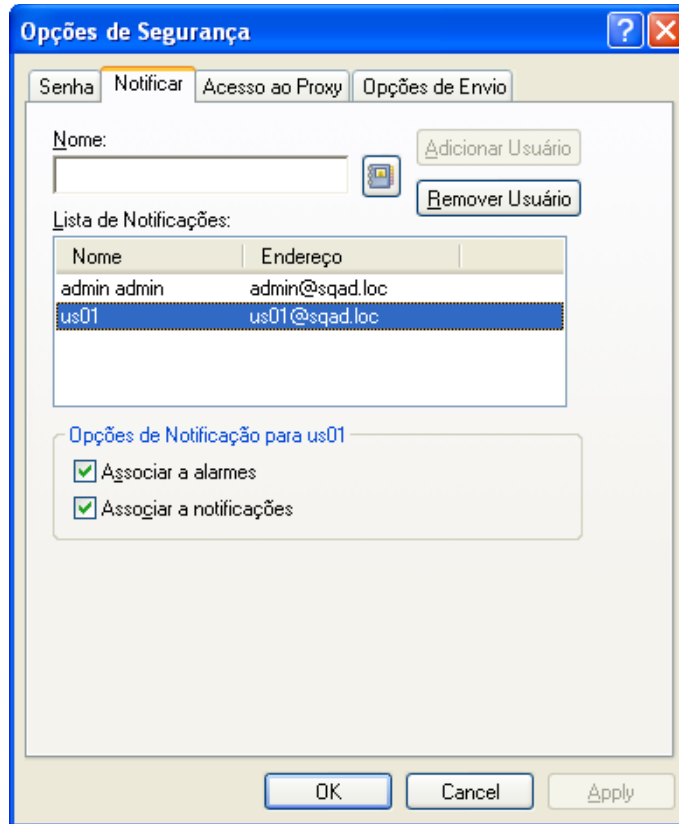 Opções de Segurança
Senha Notificar Acesso ao Proxy Opções de Envio
Nome:
Adicionar Usuário
Remover Usuário
Lista de Notificações:
Nome Endereço
admin admin admin@sqad.loc
us01 us01@sqad.loc
Opções de Notificação para us01
Associar a alarmes
Associar a notificações
OK Cancel Apply